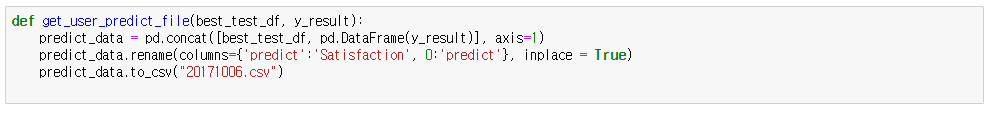 def get_user_predict_file(best_test_df, y_result):
    predict_data = pd.concat([best_test_df, pd.DataFrame(y_result)], axis=1)
    predict_data.rename(columns={'predict':'Satisfaction', 0:'predict'}, inplace = True)
    predict_data.to_csv("20171006.csv")